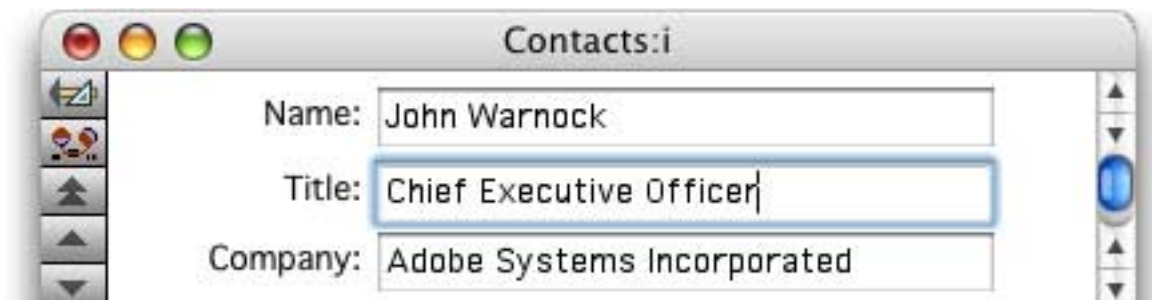 Contacts:i
Name: John Warnock
Title: Chief Executive Officer
Company: Adobe Systems Incorporated